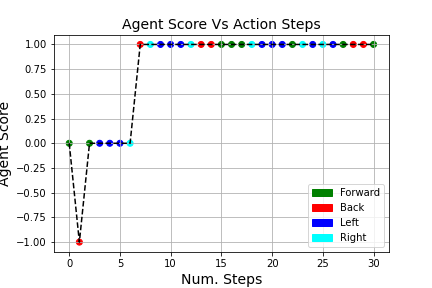 Agent Score Vs Action Steps
Agent Score
1.00
0.75
0.50
0.25
0.00
−0.25
−0.50
−0.75
−1.00
0 5 10 15 20 25 30
Num. Steps
Forward
Back
Left
Right